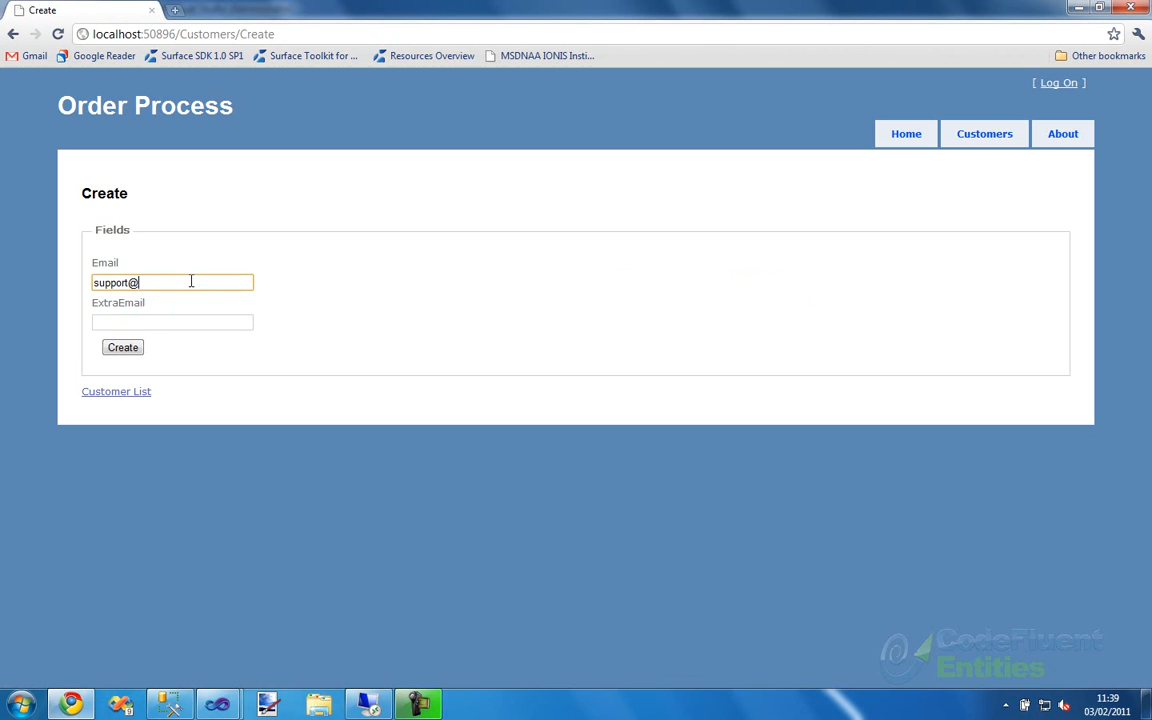 Create
localhost:50896/Customers/Create
Gmail
Google Reader
Surface SDK 1.0 SP1
Surface Toolkit for ...
Resources Overview
MSDNAA IONIS Insti...
Other bookmarks
[ Log On ]
Order Process
Home
Customers
About
Create
Fields
Email
support@
ExtraEmail
Create
Customer List
CodeFluent
Entities
11:39
03/02/2011